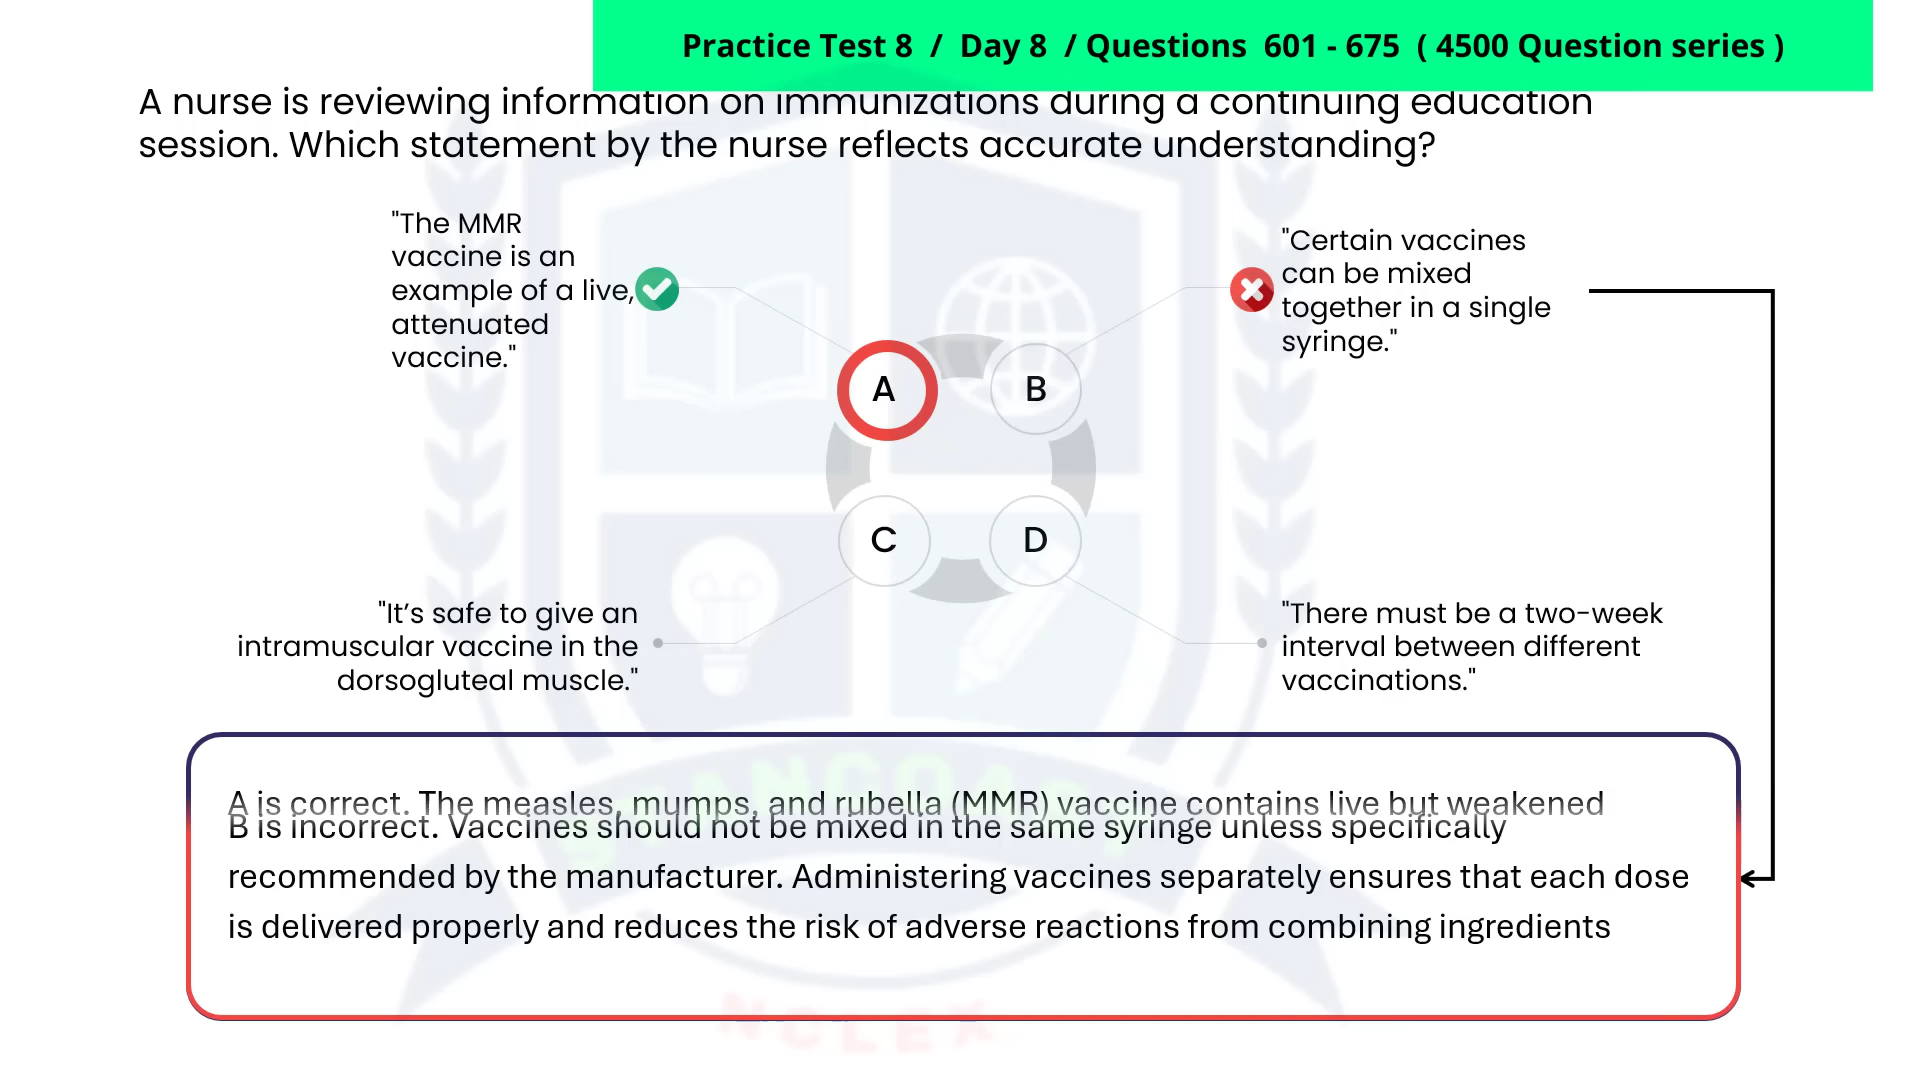 Practice Test 8 / Day 8 / Questions 601 - 675 ( 4500 Question series )
A nurse is reviewing information on immunizations during a continuing education
session. Which statement by the nurse reflects accurate understanding?
"The MMR
vaccine is an
example of a live,
attenuated
vaccine."
"Certain vaccines
can be mixed
together in a single
syringe."
A
B
C
D
"It’s safe to give an
intramuscular vaccine in the
dorsogluteal muscle."
"There must be a two-week
interval between different
vaccinations."
A is correct. The measles, mumps, and rubella (MMR) vaccine contains live but weakened
B is incorrect. Vaccines should not be mixed in the same syringe unless specifically
recommended by the manufacturer. Administering vaccines separately ensures that each dose
is delivered properly and reduces the risk of adverse reactions from combining ingredients
NCLEX